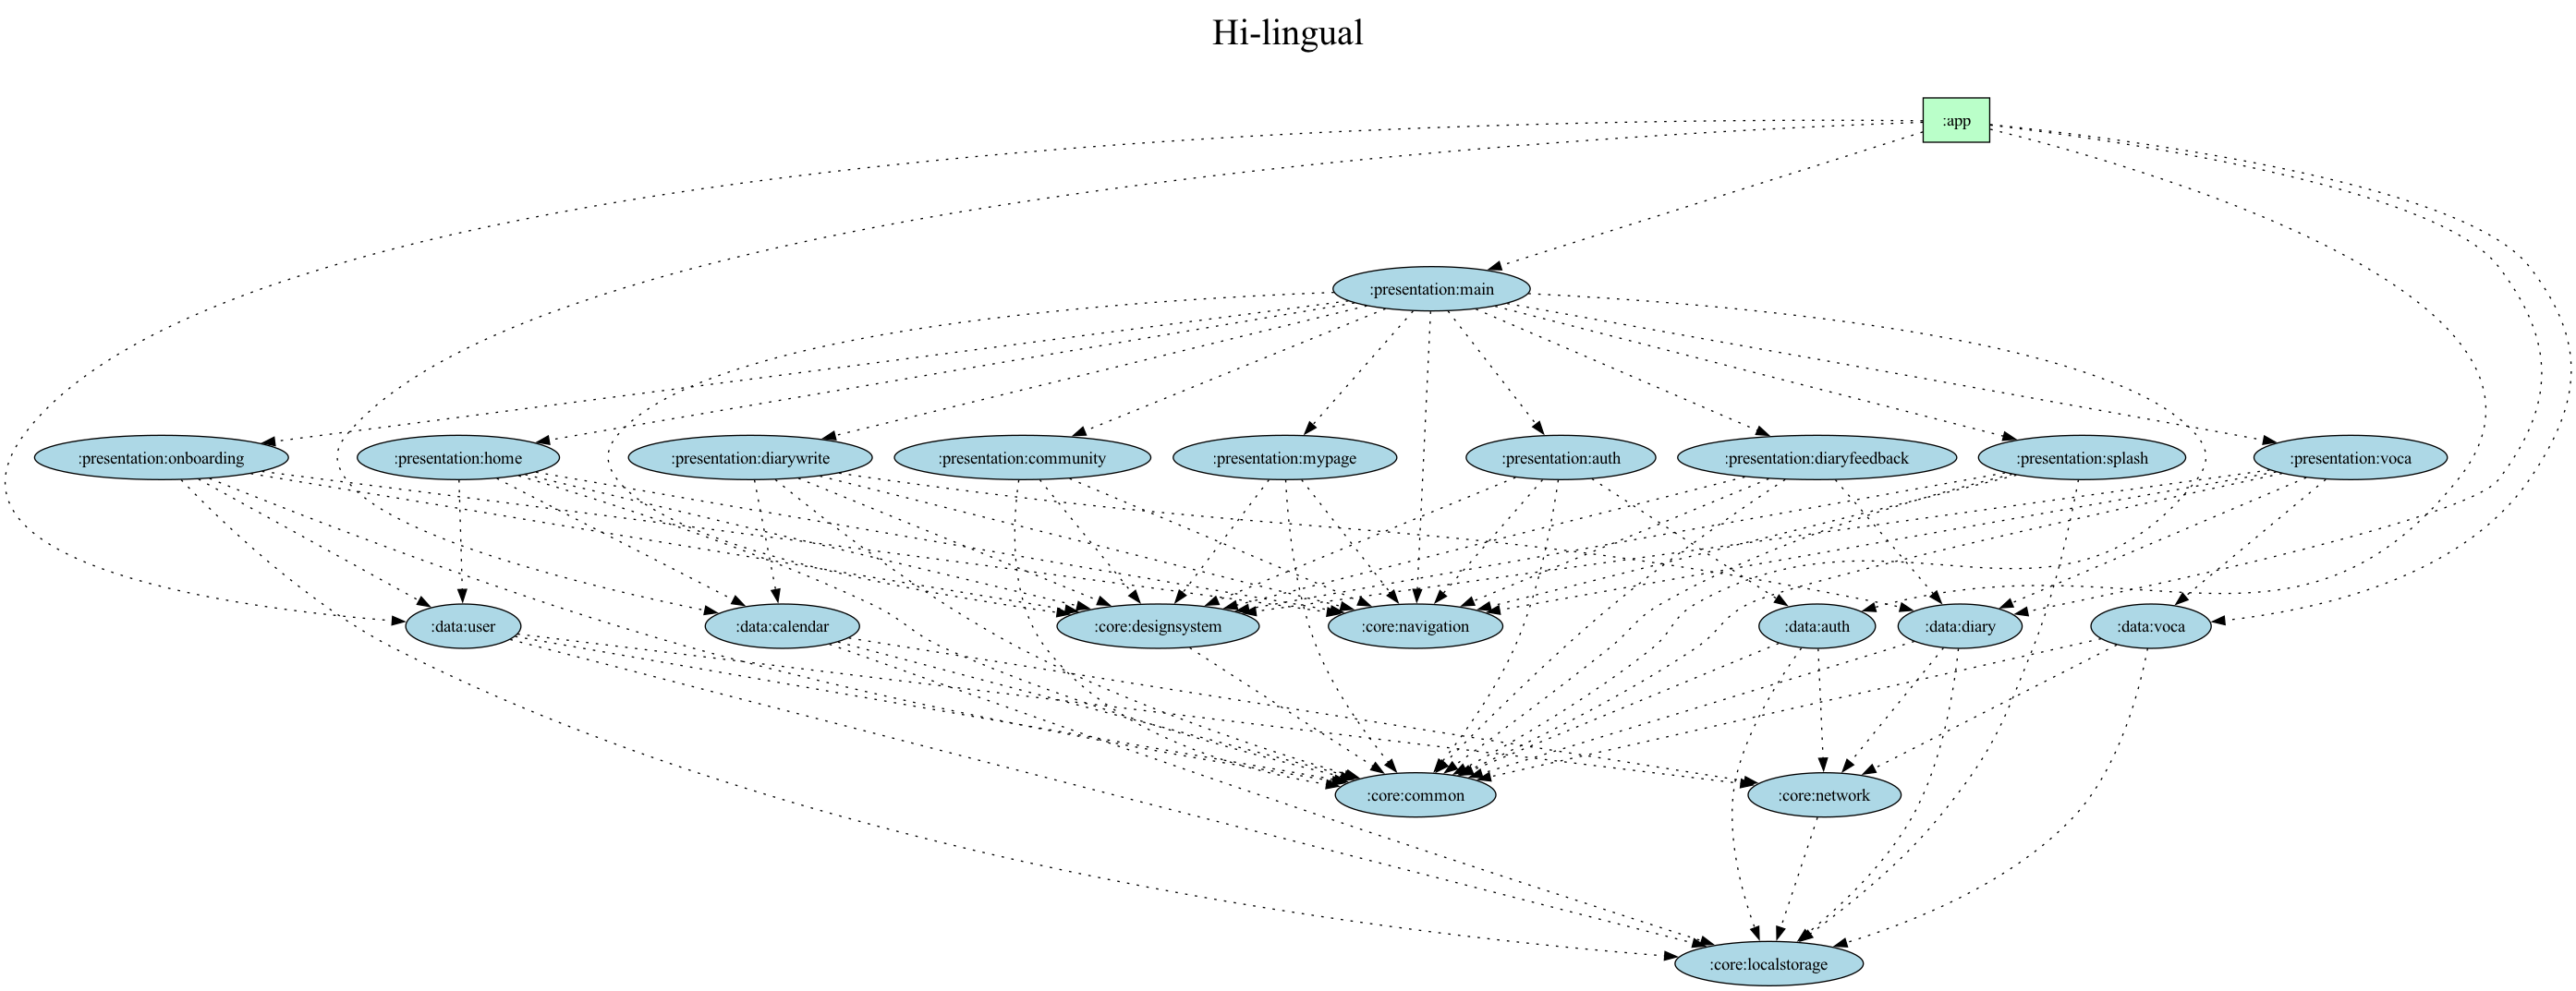 Hi-lingual
:app
:presentation:main
:presentation:onboarding
:presentation:home
:presentation:diarywrite
:presentation:community
:presentation:mypage
:presentation:auth
:presentation:diaryfeedback
:presentation:splash
:presentation:voca
:data:user
:data:calendar
:core:designsystem
:core:navigation
:data:auth
:data:diary
:data:voca
:core:common
:core:network
:core:localstorage